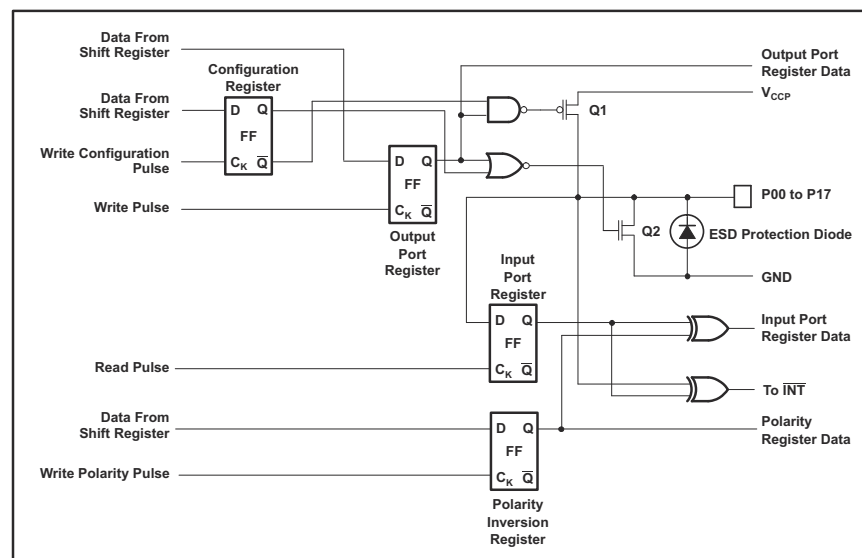 Data From
Shift Register
Configuration
Register
Data From
Shift Register
D Q
FF
CK Q̅
Write Configuration
Pulse
Write Pulse
D Q
FF
CK Q̅
Output
Port
Register
Q1
Output Port
Register Data
VCCP
P00 to P17
Q2
ESD Protection Diode
GND
Input
Port
Register
D Q
FF
CK Q̅
Read Pulse
Input Port
Register Data
To I̅N̅T̅
Data From
Shift Register
D Q
FF
CK Q̅
Write Polarity Pulse
Polarity
Register Data
Polarity
Inversion
Register